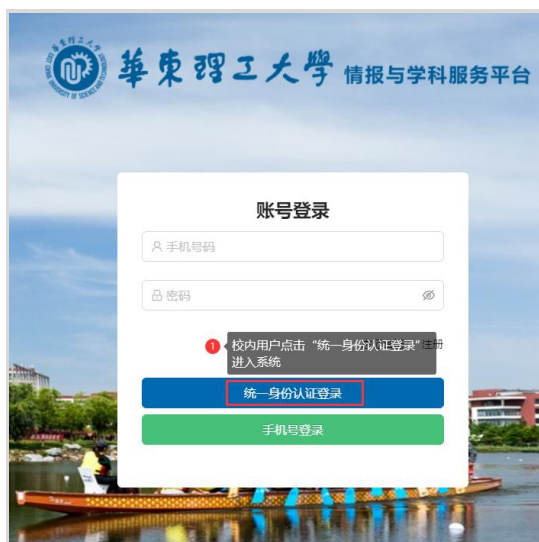 華東理工大學 情报与学科服务平台
账号登录
手机号码
密码
1 校内用户点击“统一身份认证登录”
进入系统
注册
统一身份认证登录
手机号登录